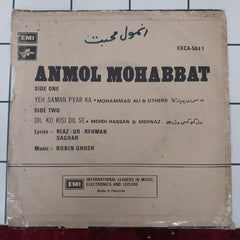 انمول محبت
EMI
EKCA-5041
ANMOL MOHABBAT
SIDE ONE
YEH SAMAN PYAR KA • MOHAMMAD ALI & OTHERS
SIDE TWO
DIL KO KISI DIL SE • MEHDI HASSAN & MEHNAZ
Lyrics:- RIAZ-UR-REHMAN
SAGHAR
Music:- ROBIN GHOSH
EMI
INTERNATIONAL LEADERS IN MUSIC,
ELECTRONICS AND LEISURE
Made in Pakistan